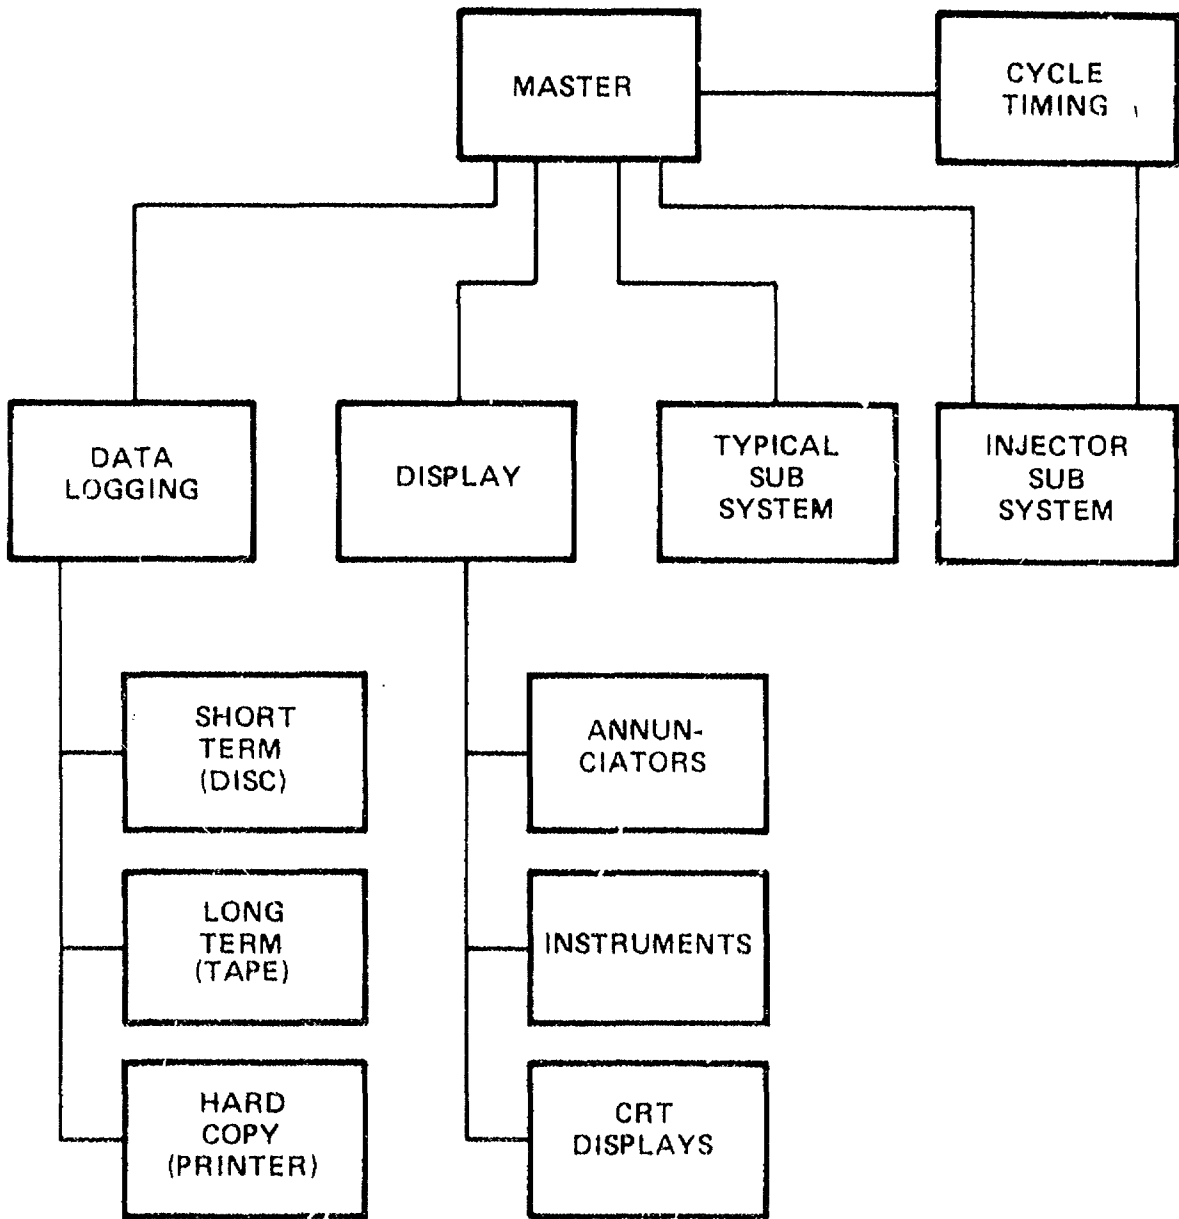 MASTER
CYCLE
TIMING
DATA
LOGGING
DISPLAY
TYPICAL
SUB
SYSTEM
INJECTOR
SUB
SYSTEM
SHORT
TERM
(DISC)
ANNUN-
CIATORS
LONG
TERM
(TAPE)
INSTRUMENTS
HARD
COPY
(PRINTER)
CRT
DISPLAYS